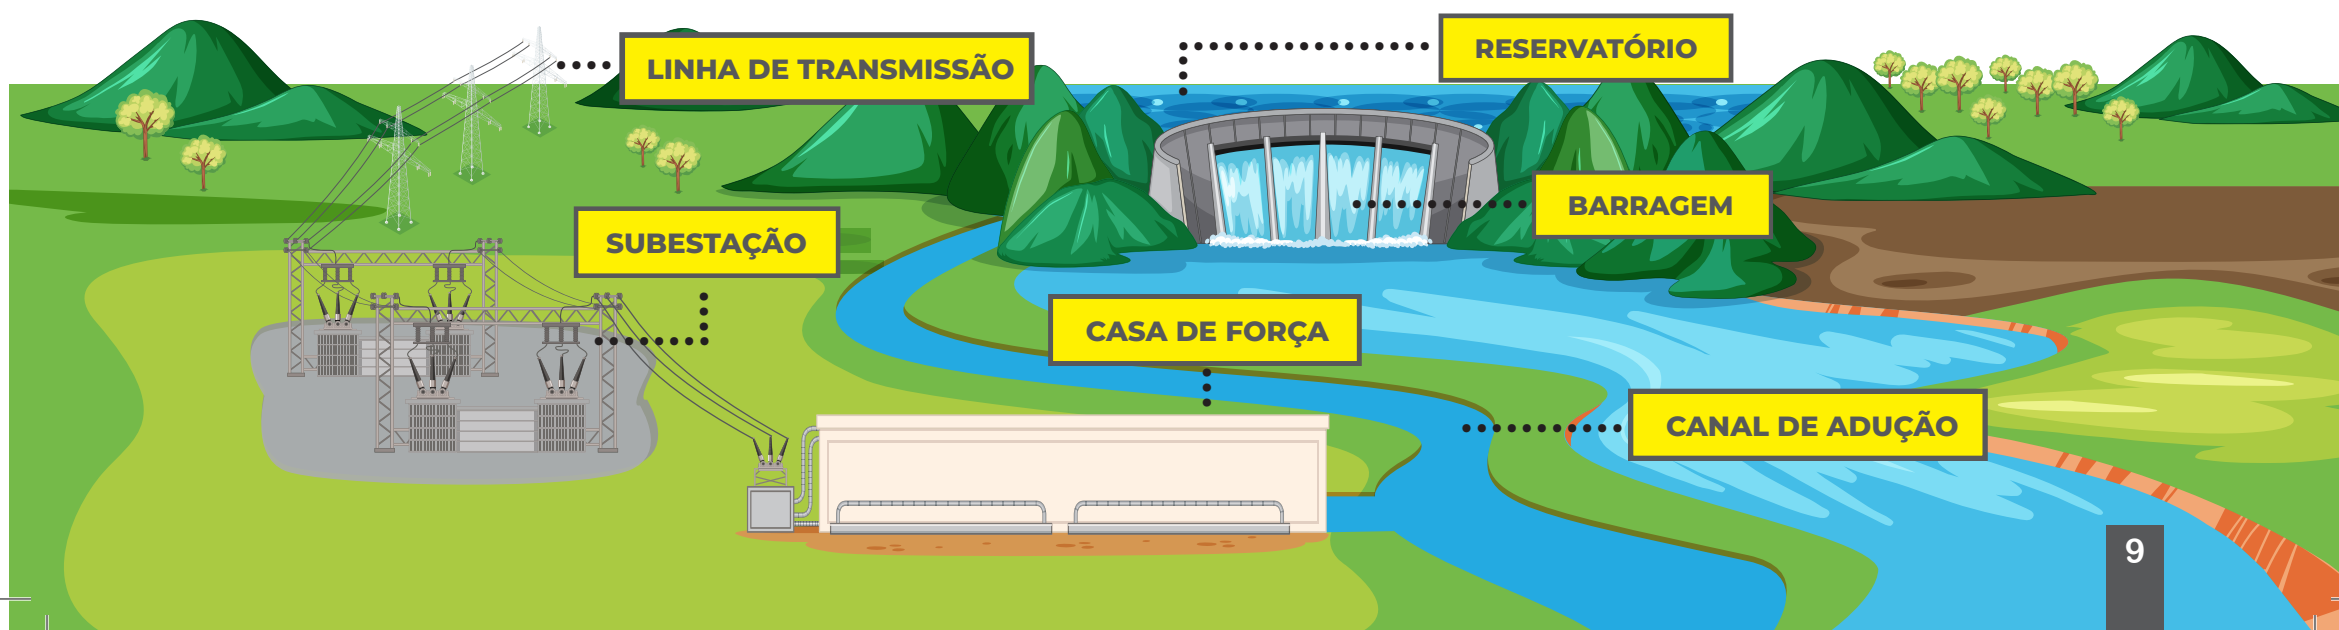 LINHA DE TRANSMISSÃO
RESERVATÓRIO
BARRAGEM
SUBESTAÇÃO
CASA DE FORÇA
CANAL DE ADUÇÃO
9